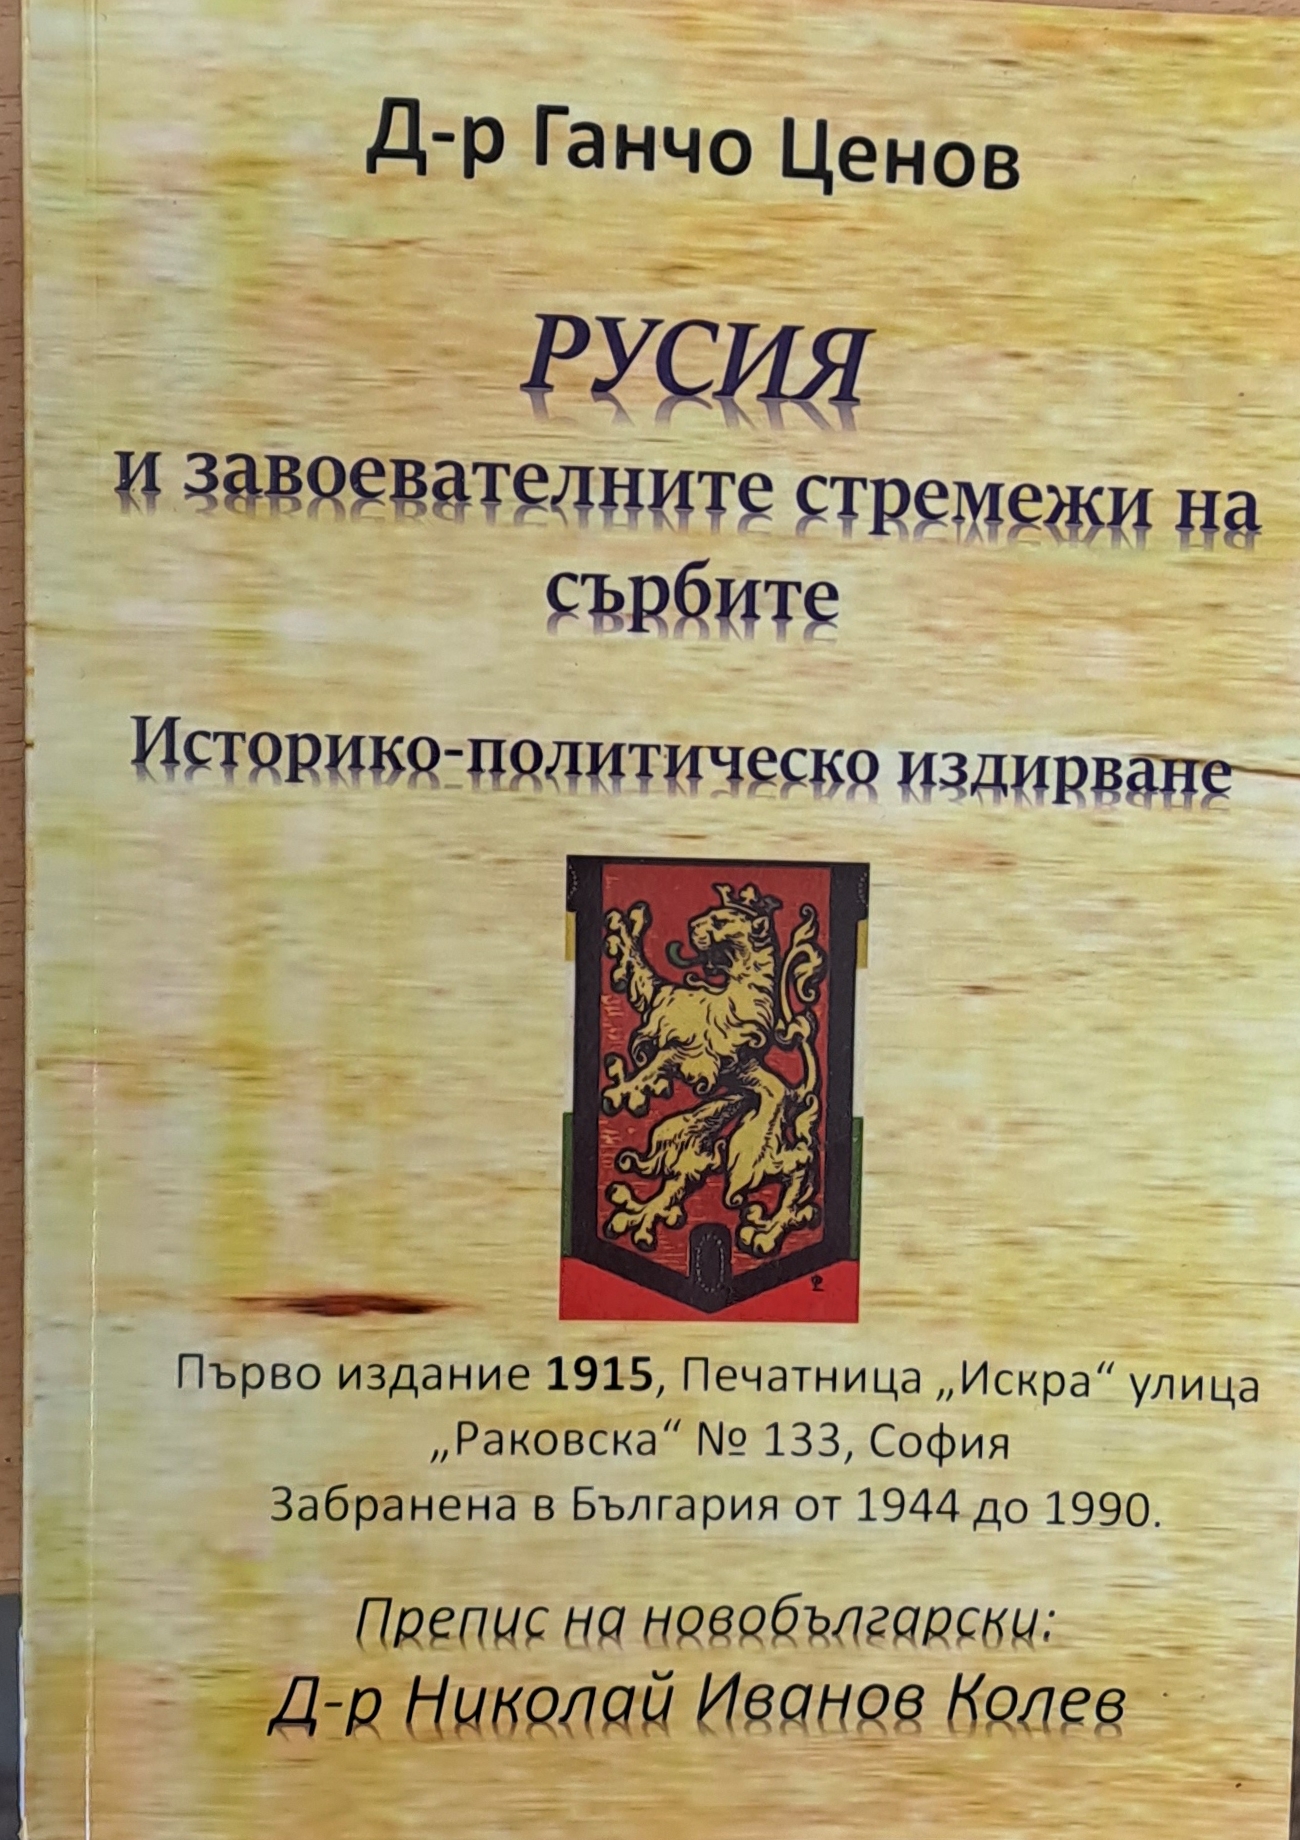 Д-р Ганчо Ценов
РУСИЯ
и завоевателните стремежи на
сърбите
Историко-политическо издирване
Първо издание 1915, Печатница „Искра“ улица
„Раковска“ № 133, София
Забранена в България от 1944 до 1990.
Препис на новобългарски:
Д-р Николай Иванов Колев